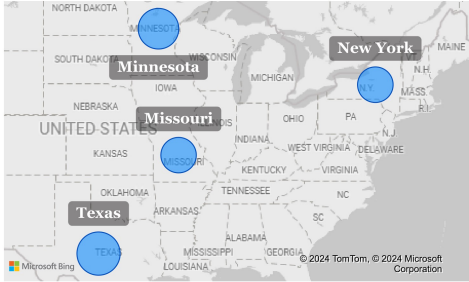 NORTH DAKOTA
MINNESOTA
MAINE
New York
VT
WISCONSIN
SOUTH DAKOTA
Minnesota
N.H.
MICHIGAN
N.Y.
MASS
IOWA
R.I.
NEBRASKA
Missouri
OHIO
PA
UNITED STATES
INDIANA
N.J.
KANSAS
MISSOURI
WEST VIRGINIA
DELAWARE
KENTUCKY
VIRGINIA
OKLAHOMA
TENNESSEE
NC
Texas
ARKANSAS
SC
ALABAMA
TEXAS
MISSISSIPPI
GEORGIA
© 2024 TomTom, © 2024 Microsoft
Corporation
Microsoft Bing
LOUISIANA